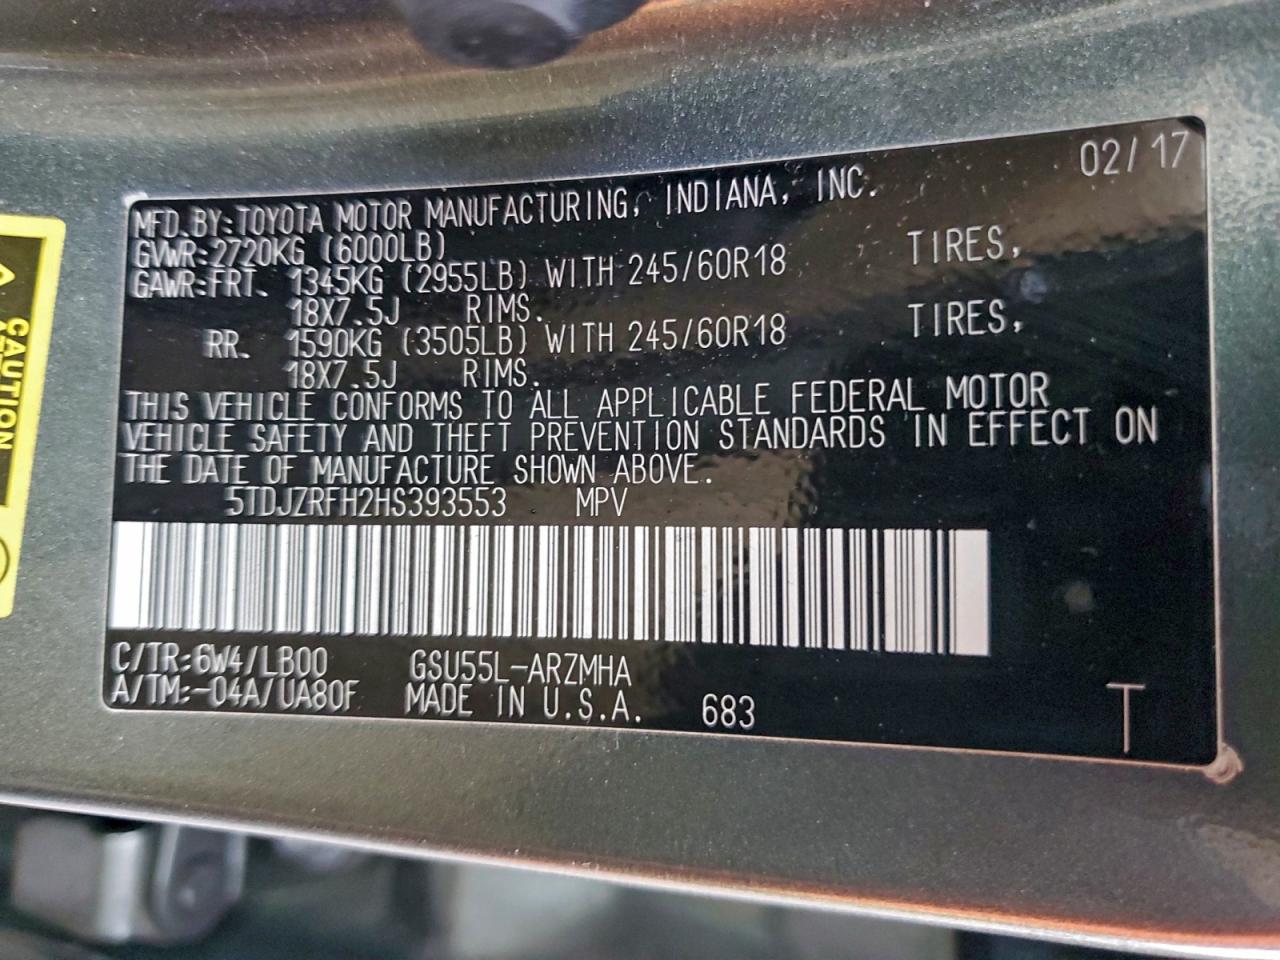 02/17
MFD.BY:TOYOTA MOTOR MANUFACTURING, INDIANA, INC.
GVWR:2720KG (6000LB)
GAWR:FRT. 1345KG (2955LB) WITH 245/60R18 TIRES,
18X7.5J RIMS.
RR. 1590KG (3505LB) WITH 245/60R18 TIRES,
18X7.5J RIMS.
THIS VEHICLE CONFORMS TO ALL APPLICABLE FEDERAL MOTOR
VEHICLE SAFETY AND THEFT PREVENTION STANDARDS IN EFFECT ON
THE DATE OF MANUFACTURE SHOWN ABOVE.
5TDJZRFH2HS393553 MPV
C/TR:6W4/LB00 GSU55L-ARZMHA
A/TM:-04A/UA80F MADE IN U.S.A. 683
T
CAUTION